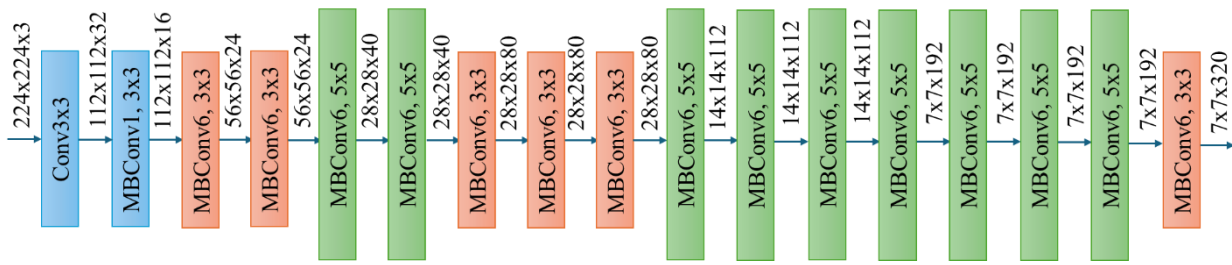 224x224x3
Conv3x3
112x112x32
MBConv1, 3x3
112x112x16
MBConv6, 3x3
56x56x24
MBConv6, 3x3
56x56x24
MBConv6, 5x5
28x28x40
MBConv6, 5x5
28x28x40
MBConv6, 3x3
28x28x80
MBConv6, 3x3
28x28x80
MBConv6, 3x3
28x28x80
MBConv6, 5x5
14x14x112
MBConv6, 5x5
14x14x112
MBConv6, 5x5
14x14x112
MBConv6, 5x5
7x7x192
MBConv6, 5x5
7x7x192
MBConv6, 5x5
7x7x192
MBConv6, 5x5
7x7x192
MBConv6, 3x3
7x7x320